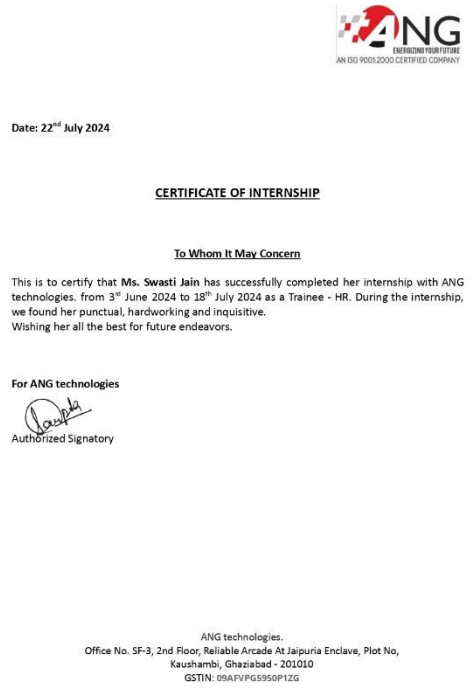 ANG
ENERGIZING YOUR FUTURE
AN ISO 9001:2000 CERTIFIED COMPANY
Date: 22nd July 2024
CERTIFICATE OF INTERNSHIP
To Whom It May Concern
This is to certify that Ms. Swasti Jain has successfully completed her internship with ANG
technologies. from 3rd June 2024 to 18th July 2024 as a Trainee - HR. During the internship,
we found her punctual, hardworking and inquisitive.
Wishing her all the best for future endeavors.
For ANG technologies
Authorized Signatory
ANG technologies.
Office No. SF-3, 2nd Floor, Reliable Arcade At Jaipuria Enclave, Plot No,
Kaushambi, Ghaziabad - 201010
GSTIN: 09AFVPG5950P1ZG